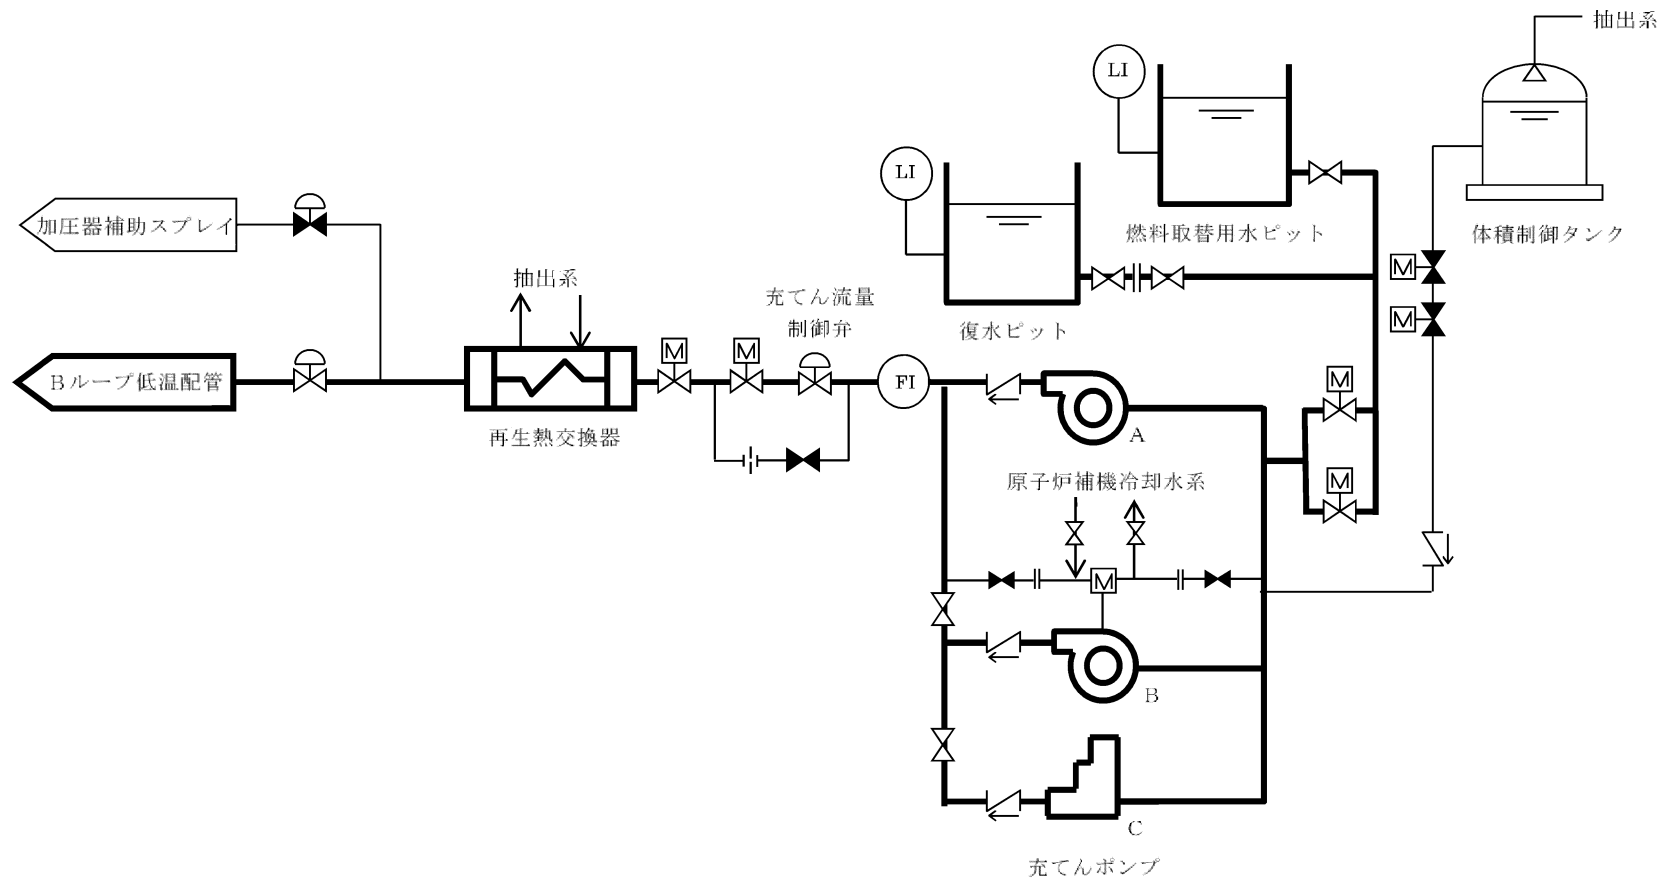 抽出系
LI
LI
加圧器補助スプレイ
燃料取替用水ピット
体積制御タンク
M
抽出系
充てん流量
制御弁
復水ピット
M
M
M
Bループ低温配管
FI
M
再生熱交換器
A
原子炉補機冷却水系
M
M
B
C
充てんポンプ